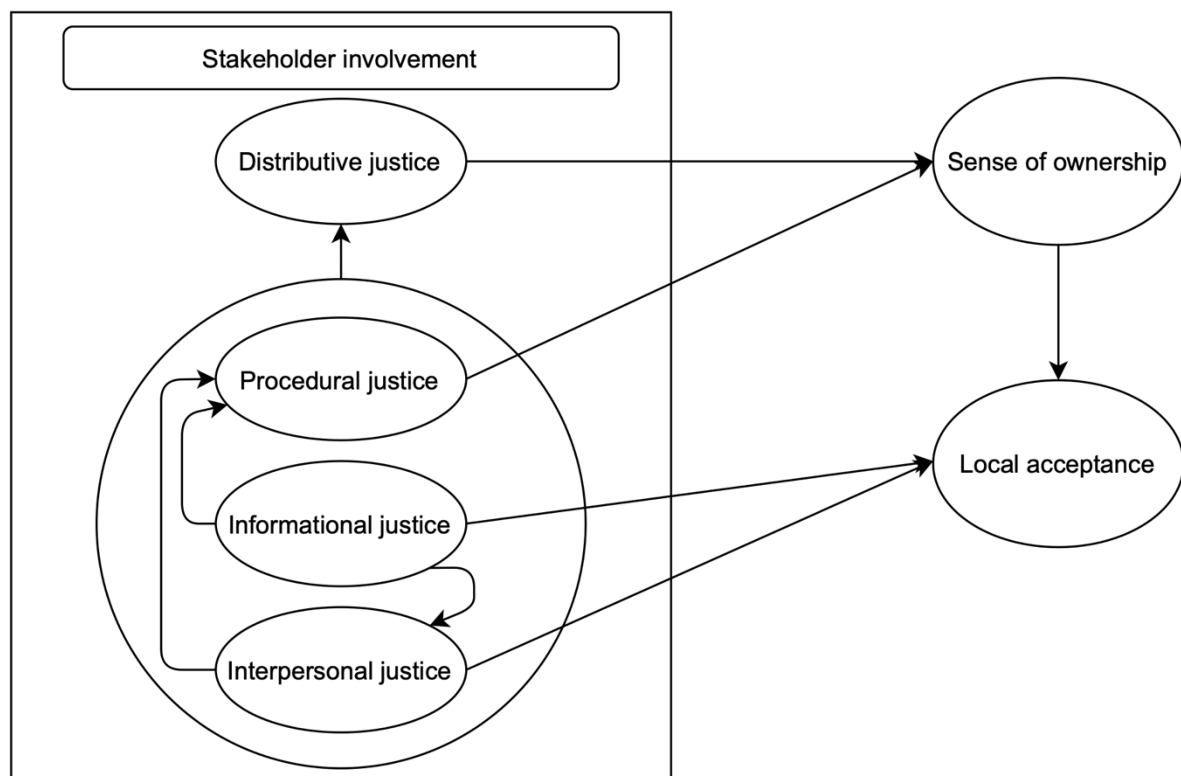 Stakeholder involvement
Distributive justice
Sense of ownership
Procedural justice
Local acceptance
Informational justice
Interpersonal justice